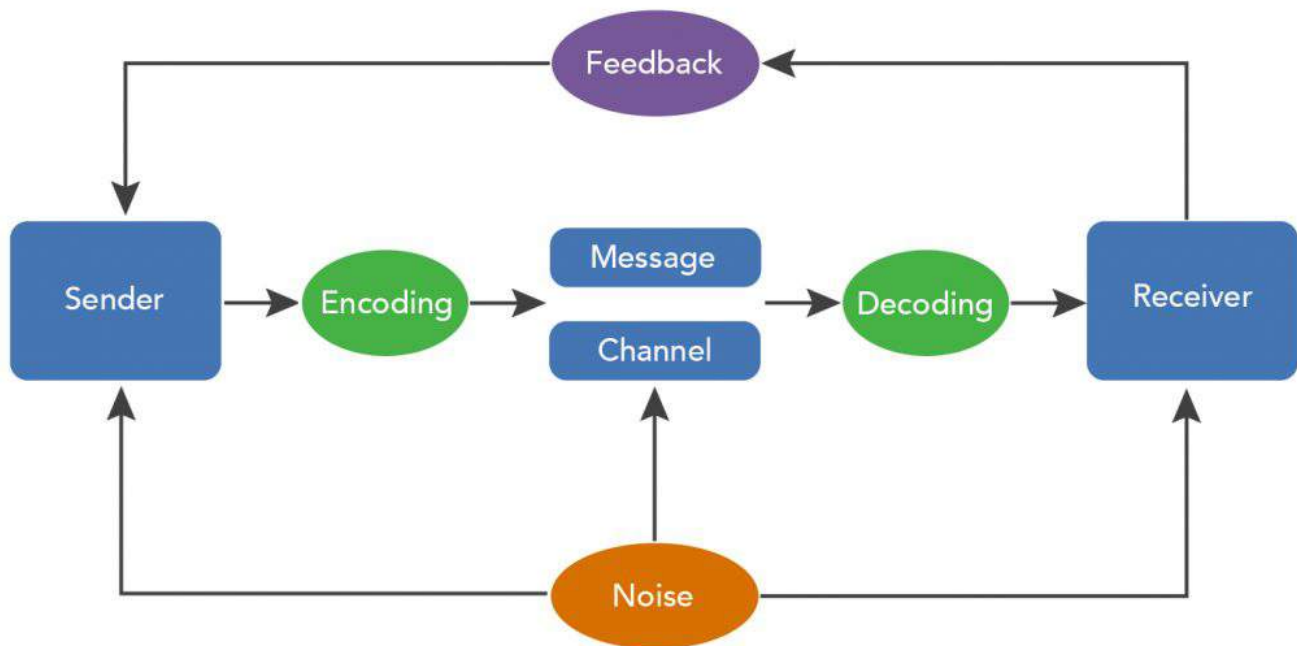 Feedback
Sender
Encoding
Message
Channel
Decoding
Receiver
Noise